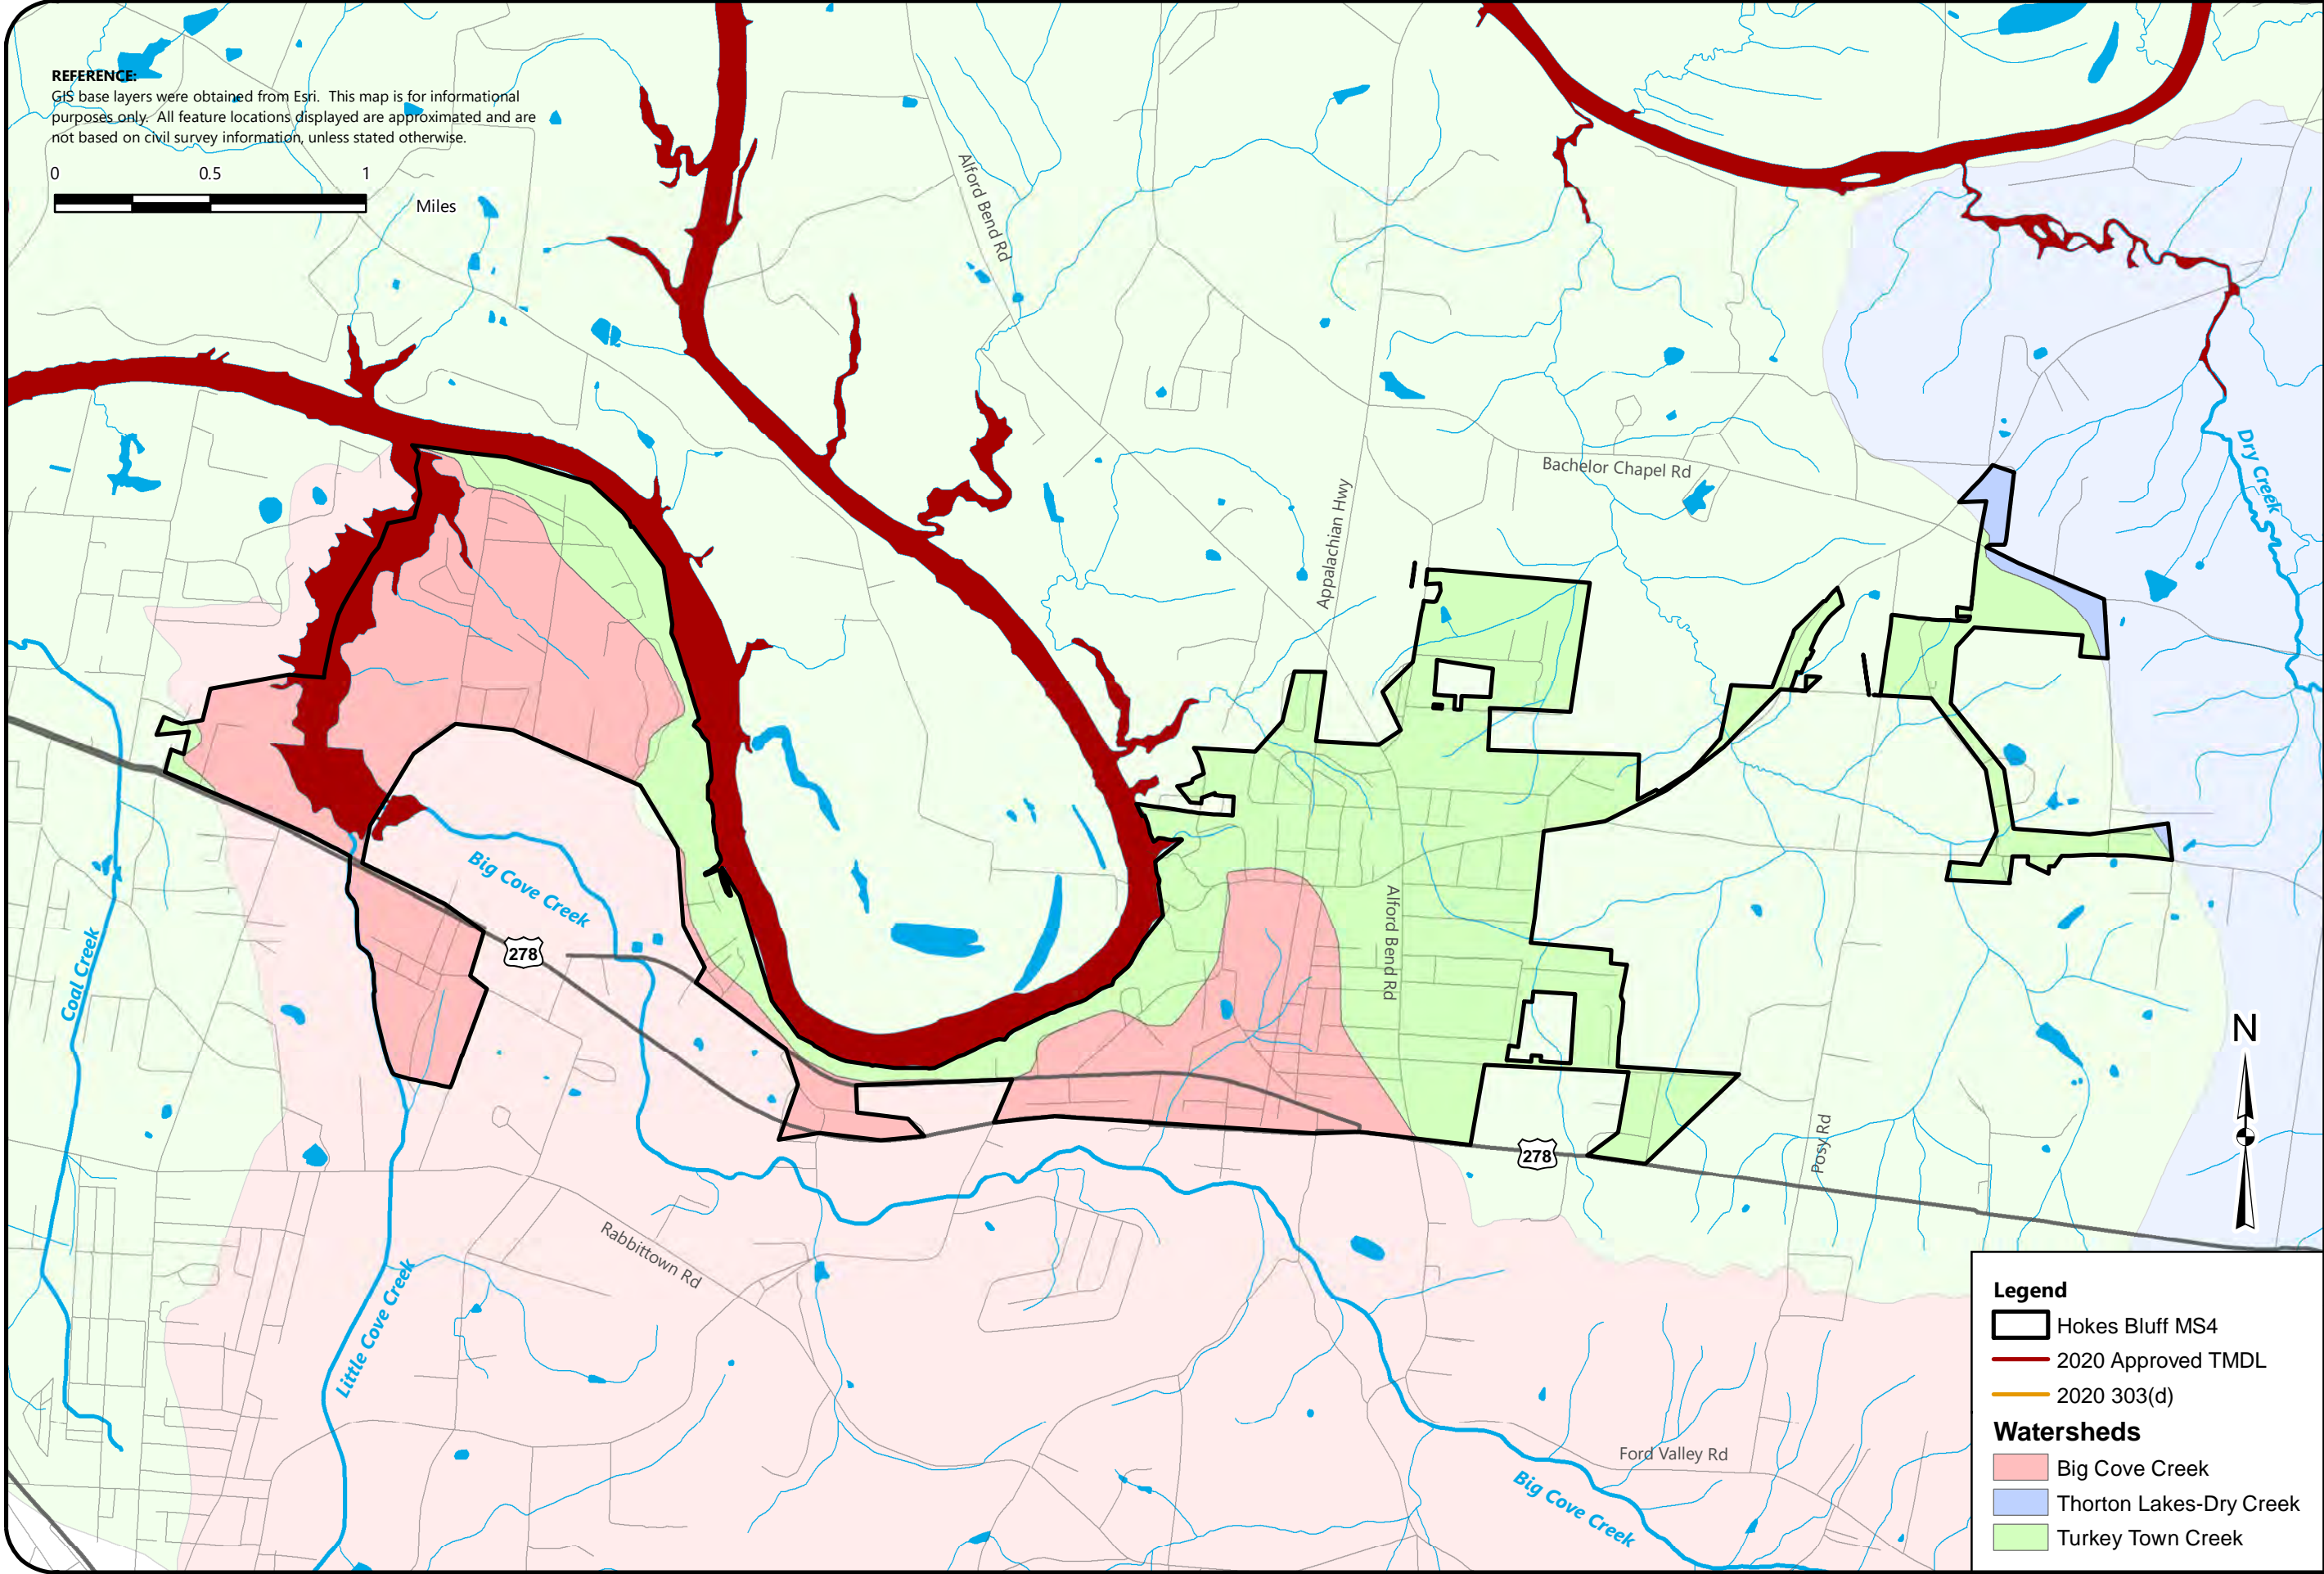 REFERENCE:
GIS base layers were obtained from Esri. This map is for informational
purposes only. All feature locations displayed are approximated and are
not based on civil survey information, unless stated otherwise.
0 0.5 1
Miles
Alford Bend Rd
Bachelor Chapel Rd
Dry Creek
Appalachian Hwy
Big Cove Creek
278
Alford Bend Rd
Coal Creek
N
278
Posy Rd
Rabbittown Rd
Little Cove Creek
Ford Valley Rd
Big Cove Creek
Legend
Hokes Bluff MS4
2020 Approved TMDL
2020 303(d)
Watersheds
Big Cove Creek
Thorton Lakes-Dry Creek
Turkey Town Creek